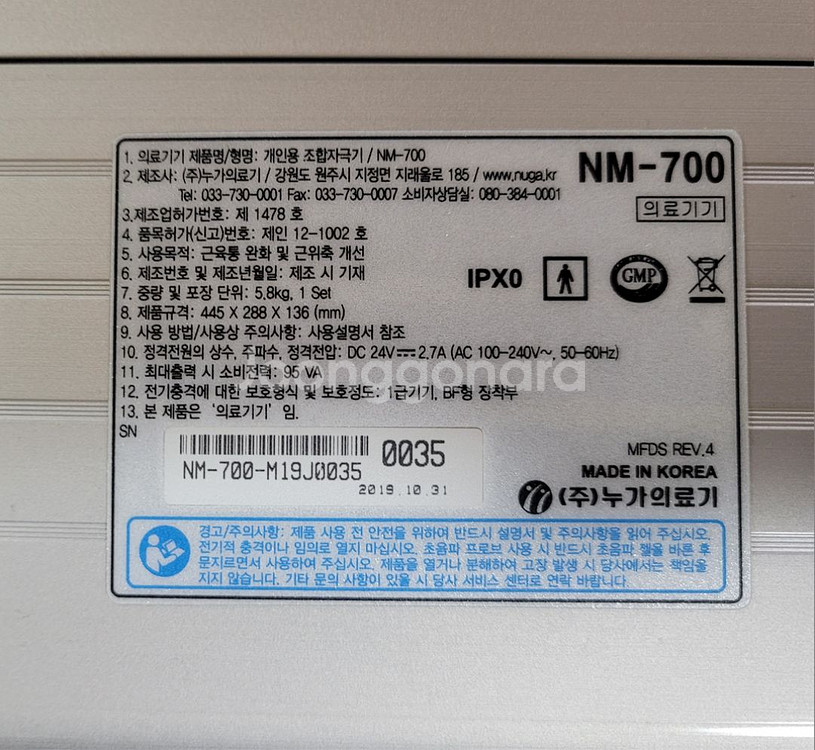 1. 의료기기 제품명/형명: 개인용 조합자극기 / NM-700
2. 제조사: (주)누가의료기 / 강원도 원주시 지정면 지래울로 185 / www.nuga.kr
Tel: 033-730-0001 Fax: 033-730-0007 소비자상담실: 080-384-0001
NM-700
의료기기
3.제조업허가번호: 제 1478 호
4. 품목허가(신고)번호: 제인 12-1002 호
5. 사용목적: 근육통 완화 및 근위축 개선
6. 제조번호 및 제조년월일: 제조 시 기재
7. 중량 및 포장 단위: 5.8kg, 1 Set
8. 제품규격: 445 X 288 X 136 (mm)
9. 사용 방법/사용상 주의사항: 사용설명서 참조
IPX0
GMP
10. 정격전원의 상수, 주파수, 정격전압: DC 24V⎓2.7A (AC 100-240V~, 50-60Hz)
11. 최대출력 시 소비전력: 95 VA
12. 전기충격에 대한 보호형식 및 보호정도: 1급기기, BF형 장착부
13. 본 제품은 '의료기기' 임.
joonggonara
SN
0035
NM-700-M19J0035
2019.10.31
MFDS REV.4
MADE IN KOREA
(주)누가의료기
경고/주의사항: 제품 사용 전 안전을 위하여 반드시 설명서 및 주의사항을 읽어 주십시오.
전기적 충격이나 임의로 열지 마십시오. 초음파 프로브 사용 시 반드시 초음파 젤을 바른 후
문지르면서 사용하여 주십시오. 제품을 열거나 분해하여 고장 발생 시 당사에서는 책임을
지지 않습니다. 기타 문의 사항이 있을 시 당사 서비스 센터로 연락 바랍니다.